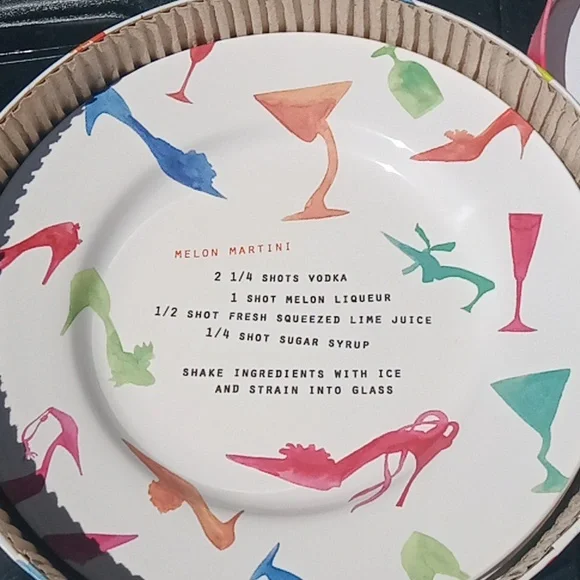 MELON MARTINI
2 1/4 SHOTS VODKA
1 SHOT MELON LIQUEUR
1/2 SHOT FRESH SQUEEZED LIME JUICE
1/4 SHOT SUGAR SYRUP
SHAKE INGREDIENTS WITH ICE
AND STRAIN INTO GLASS